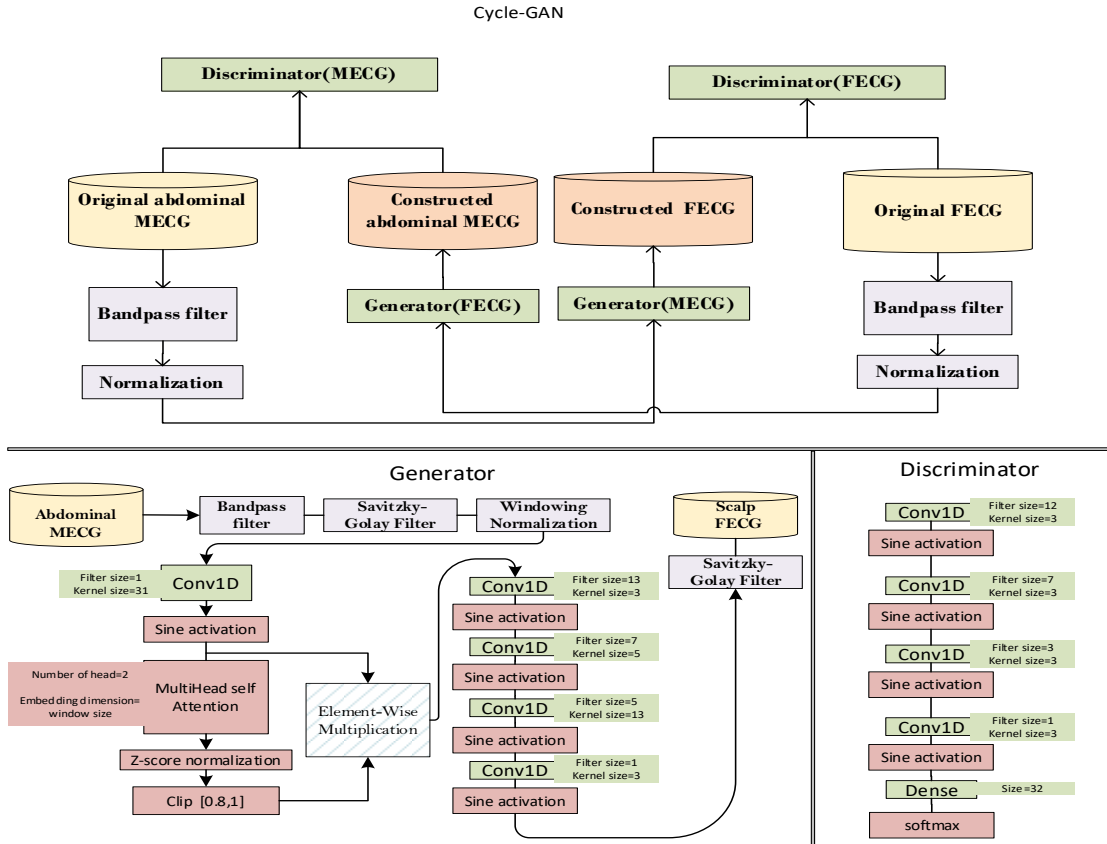 Cycle-GAN
Discriminator(MECG)
Discriminator(FECG)
Original abdominal
MECG
Constructed
abdominal MECG
Constructed FECG
Original FECG
Bandpass filter
Generator(FECG)
Generator(MECG)
Bandpass filter
Normalization
Normalization
Generator
Abdominal
MECG
Bandpass
filter
Savitzky-
Golay Filter
Windowing
Normalization
Scalp
FECG
Savitzky-
Golay Filter
Filter size=1
Kernel size=31
Conv1D
Sine activation
Number of head=2
Embedding dimension=
window size
MultiHead self
Attention
Z-score normalization
Clip [0.8,1]
Element-Wise
Multiplication
Conv1D
Filter size=13
Kernel size=3
Sine activation
Conv1D
Filter size=7
Kernel size=5
Sine activation
Conv1D
Filter size=5
Kernel size=13
Sine activation
Conv1D
Filter size=1
Kernel size=3
Sine activation
Discriminator
Conv1D
Filter size=12
Kernel size=3
Sine activation
Conv1D
Filter size=7
Kernel size=3
Sine activation
Conv1D
Filter size=3
Kernel size=3
Sine activation
Conv1D
Filter size=1
Kernel size=3
Sine activation
Dense
Size =32
softmax